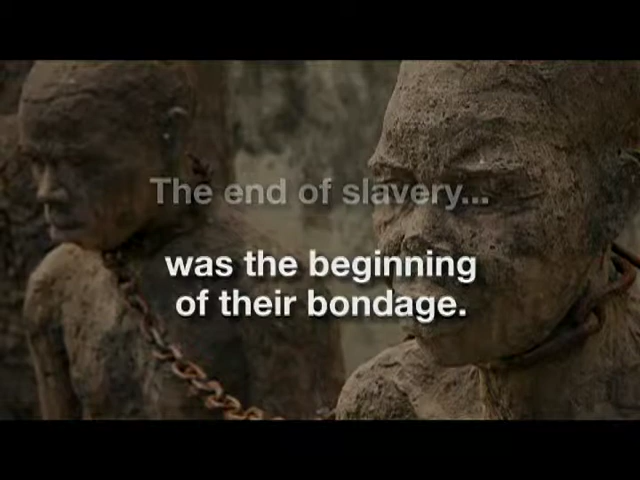 The end of slavery...
was the beginning
of their bondage.